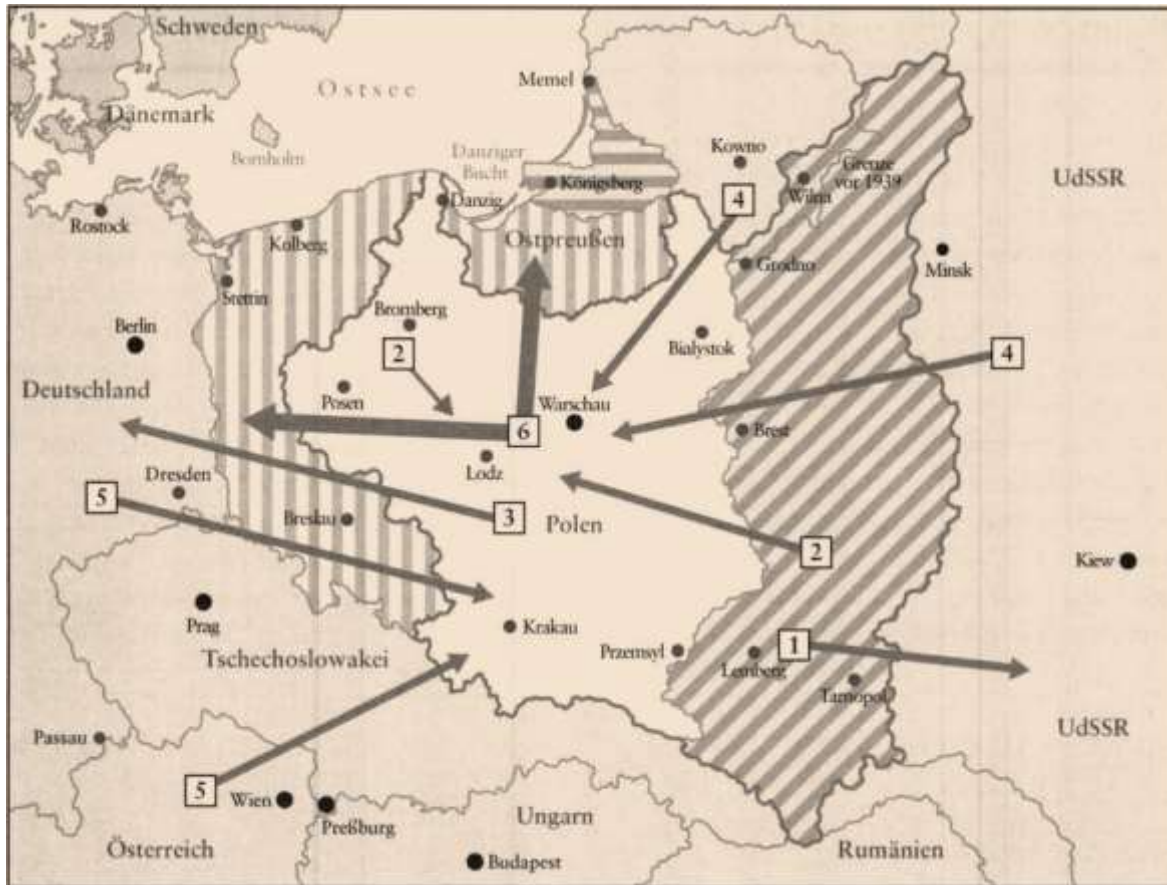 Schweden
Dänemark
Ostsee
Bornholm
Memel
Danziger
Bucht
Kowno
Grenze
vor 1939
Wilna
UdSSR
Rostock
Kolberg
Danzig
Königsberg
Ostpreußen
4
Stettin
Grodno
Minsk
Berlin
Bromberg
Bialystok
2
4
Deutschland
Posen
Warschau
6
Brest
Lodz
Dresden
5
Breslau
3
Polen
2
Kiew
Prag
Krakau
Tschechoslowakei
Przemsyl
1
Lemberg
Tarnopol
Passau
UdSSR
5
Wien
Preßburg
Ungarn
Österreich
Budapest
Rumänien